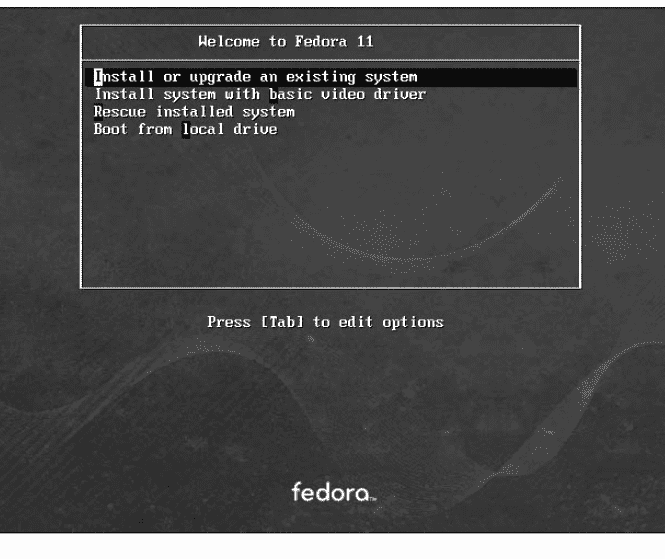 Welcome to Fedora 11
Install or upgrade an existing system
Install system with basic video driver
Rescue installed system
Boot from local drive
Press [Tab] to edit options
fedora™